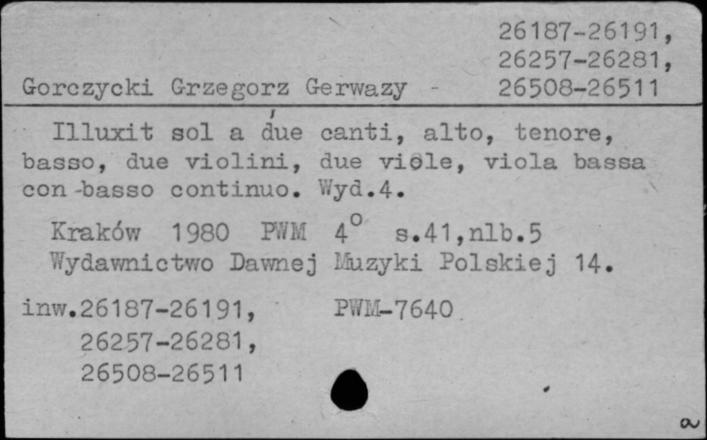 26187-26191,
26257-26281,
Gorczycki Grzegorz Gerwazy - 26508-26511
Illuxit sol a due canti, alto, tenore,
basso, due violini, due viole, viola bassa
con basso continuo. Wyd.4.
Kraków 1980 PWM 4° s.41,nlb.5
Wydawnictwo Dawnej Muzyki Polskiej 14.
inw.26187-26191, PWM-7640
26257-26281,
26508-26511
a